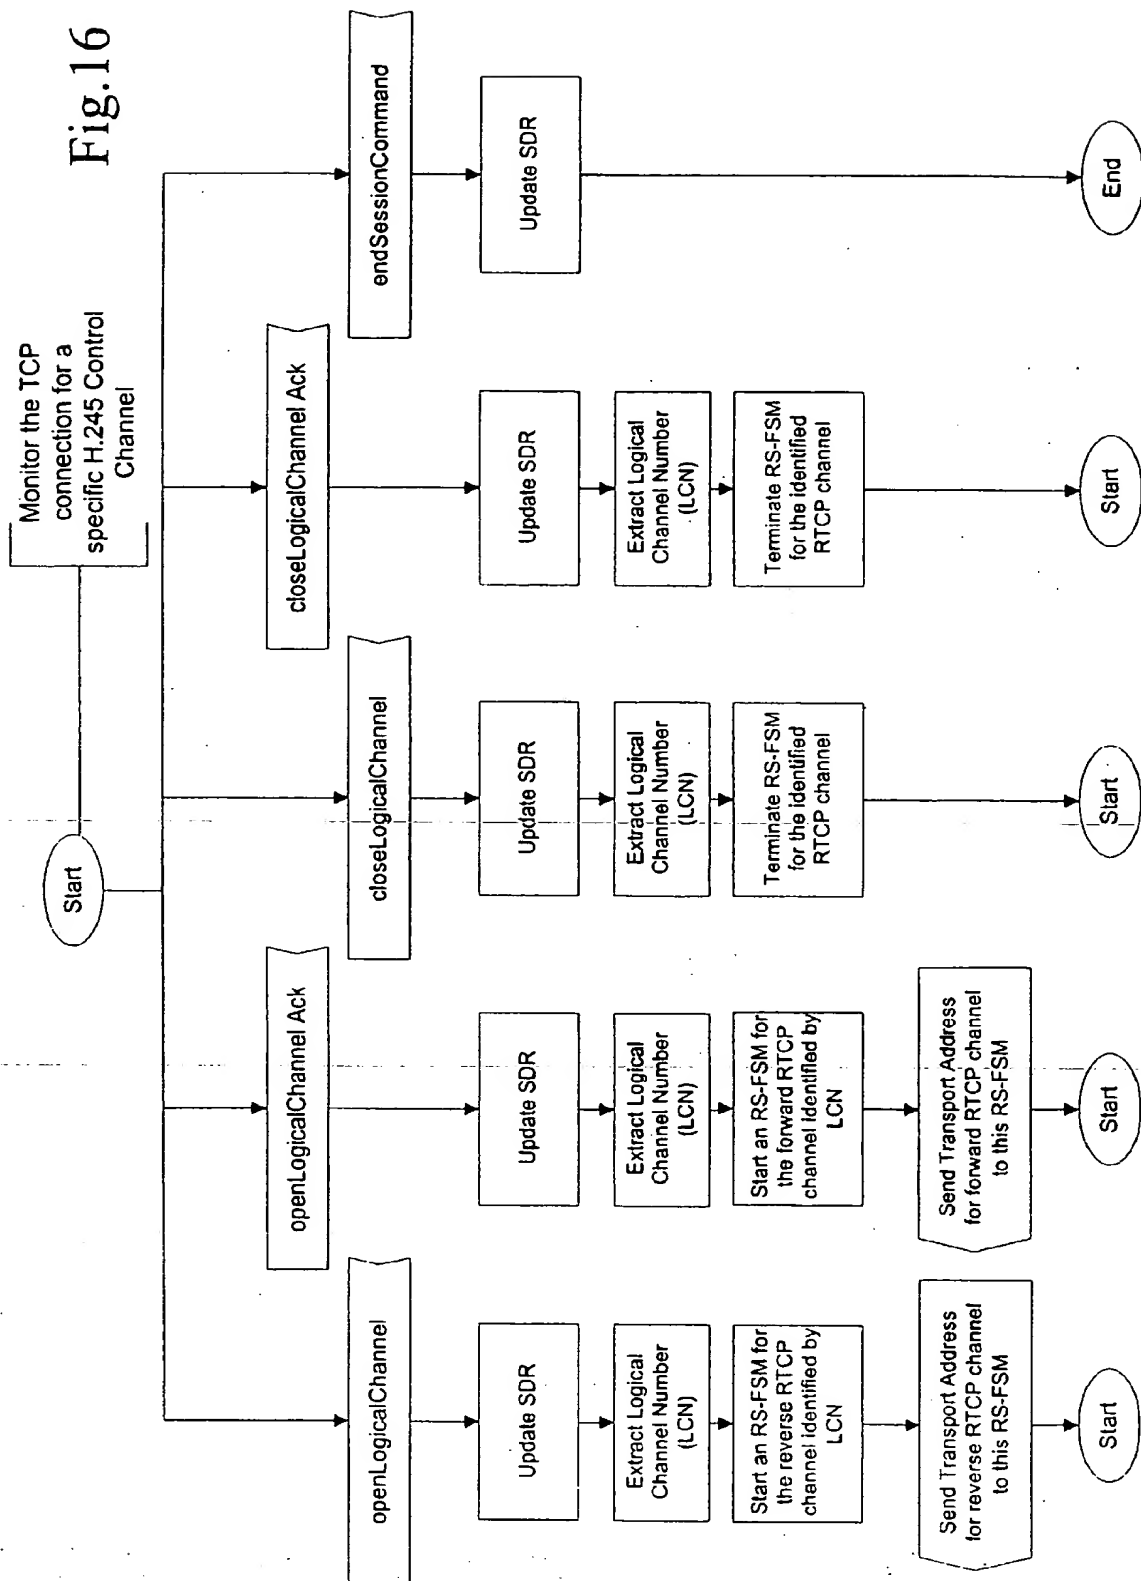 Fig.16
Monitor the TCP
connection for a
specific H.245 Control
Channel
Start
openLogicalChannel
Update SDR
Extract Logical
Channel Number
(LCN)
Start an RS-FSM for
the reverse RTCP
channel identified by
LCN
Send Transport Address
for reverse RTCP channel
to this RS-FSM
Start
openLogicalChannel Ack
Update SDR
Extract Logical
Channel Number
(LCN)
Start an RS-FSM for
the forward RTCP
channel identified by
LCN
Send Transport Address
for forward RTCP channel
to this RS-FSM
Start
closeLogicalChannel
Update SDR
Extract Logical
Channel Number
(LCN)
Terminate RS-FSM
for the identified
RTCP channel
Start
closeLogicalChannel Ack
Update SDR
Extract Logical
Channel Number
(LCN)
Terminate RS-FSM
for the identified
RTCP channel
Start
endSessionCommand
Update SDR
End